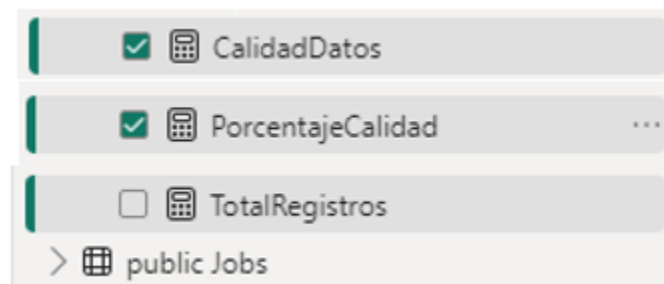 CalidadDatos
PorcentajeCalidad
TotalRegistros
public Jobs